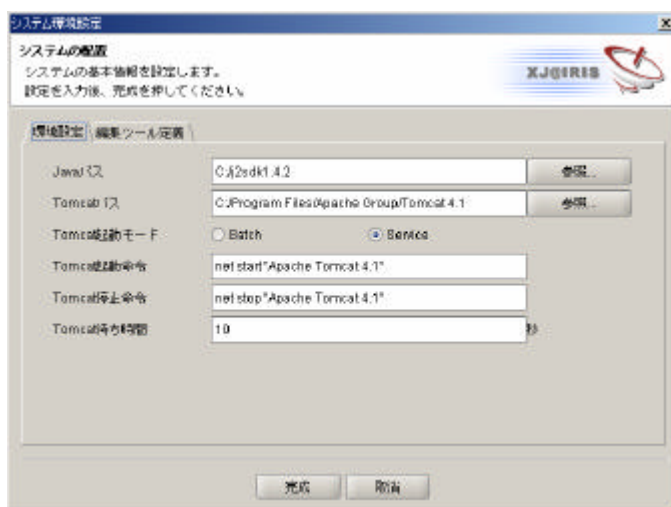 システム環境設定
システムの配置
システムの基本情報を設定します。
設定を入力後、完成を押してください。
XJ@IRIS
環境設定 編集ツール定義
Javaパス C:/j2sdk1.4.2 参照...
Tomcatパス C:/Program Files/Apache Group/Tomcat 4.1 参照...
Tomcat起動モード Batch Service
Tomcat起動命令 net start"Apache Tomcat 4.1"
Tomcat停止命令 net stop"Apache Tomcat 4.1"
Tomcat待ち時間 10 秒
完成 取消